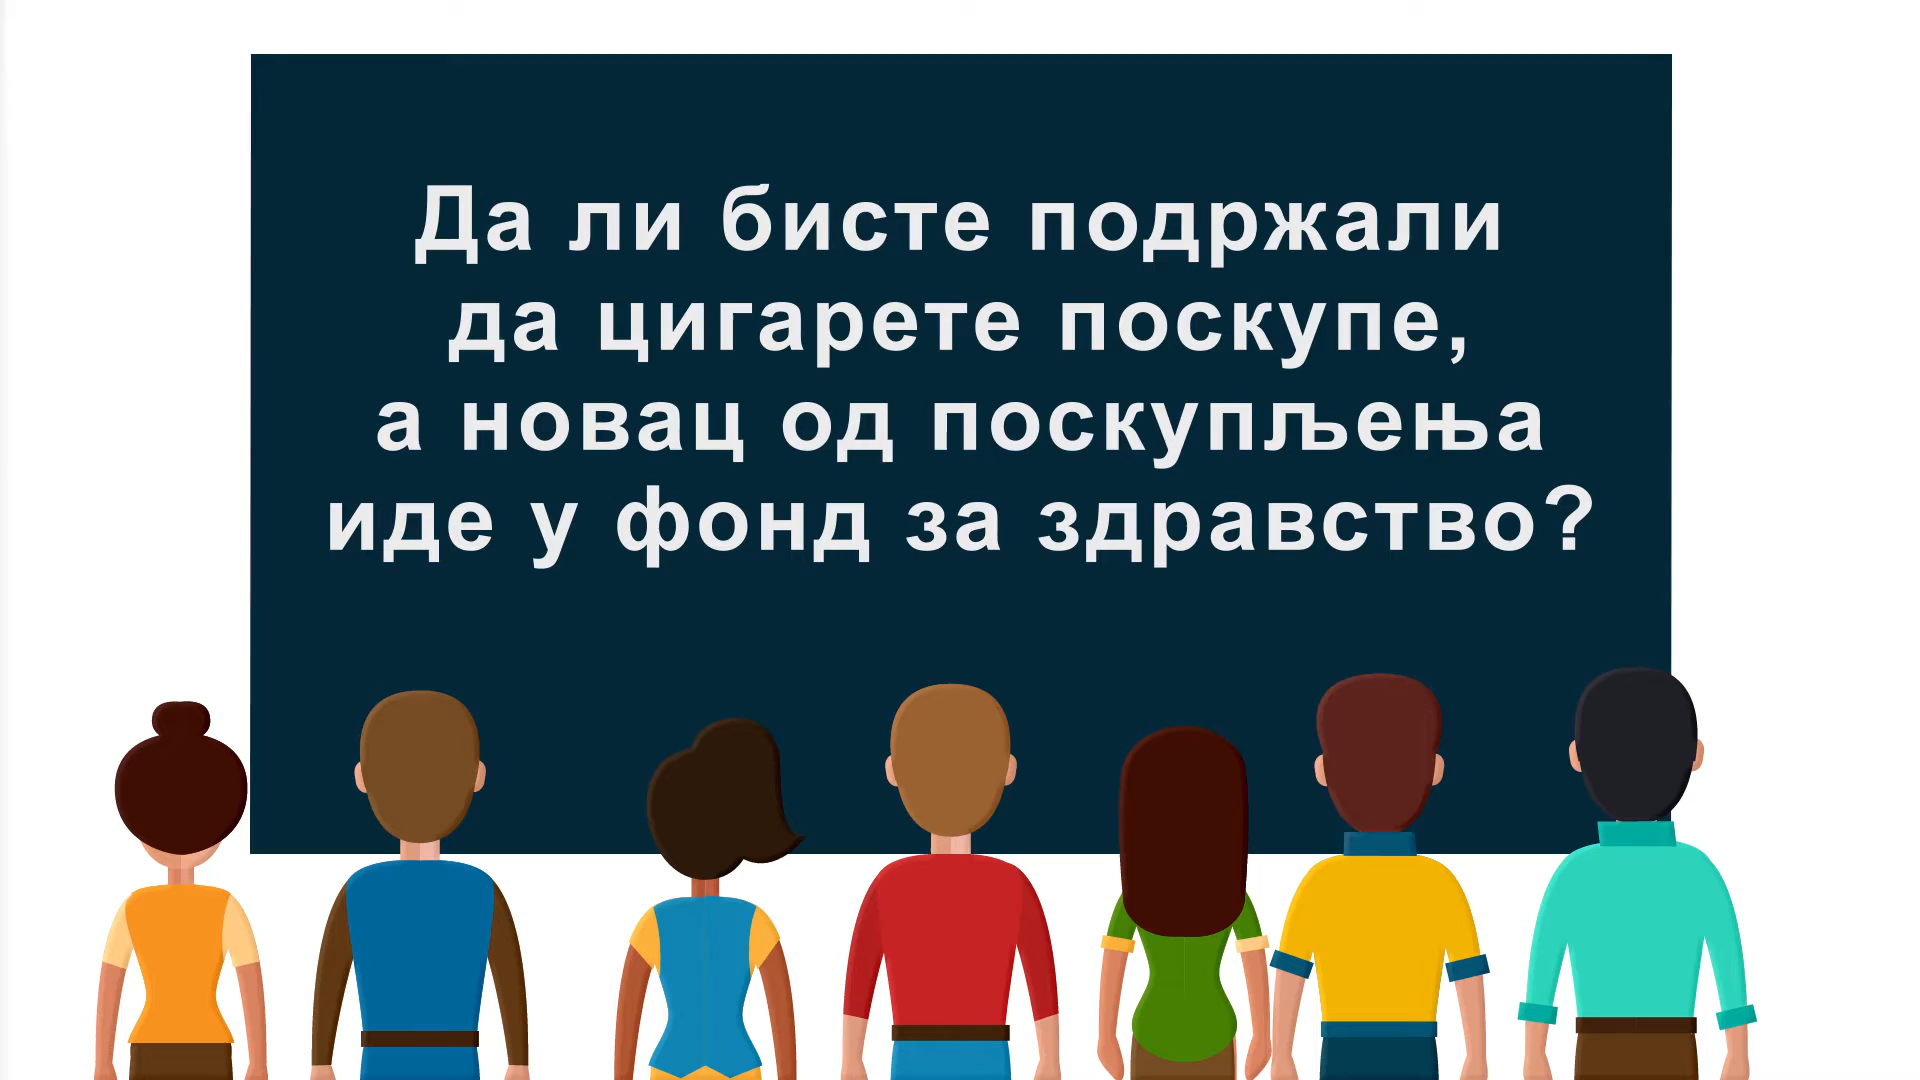 Да ли бисте подржали
да цигарете поскупе,
а новац од поскупљења
иде у фонд за здравство?